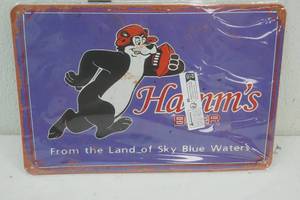 Hamm's
BEER
From the Land of Sky Blue Waters